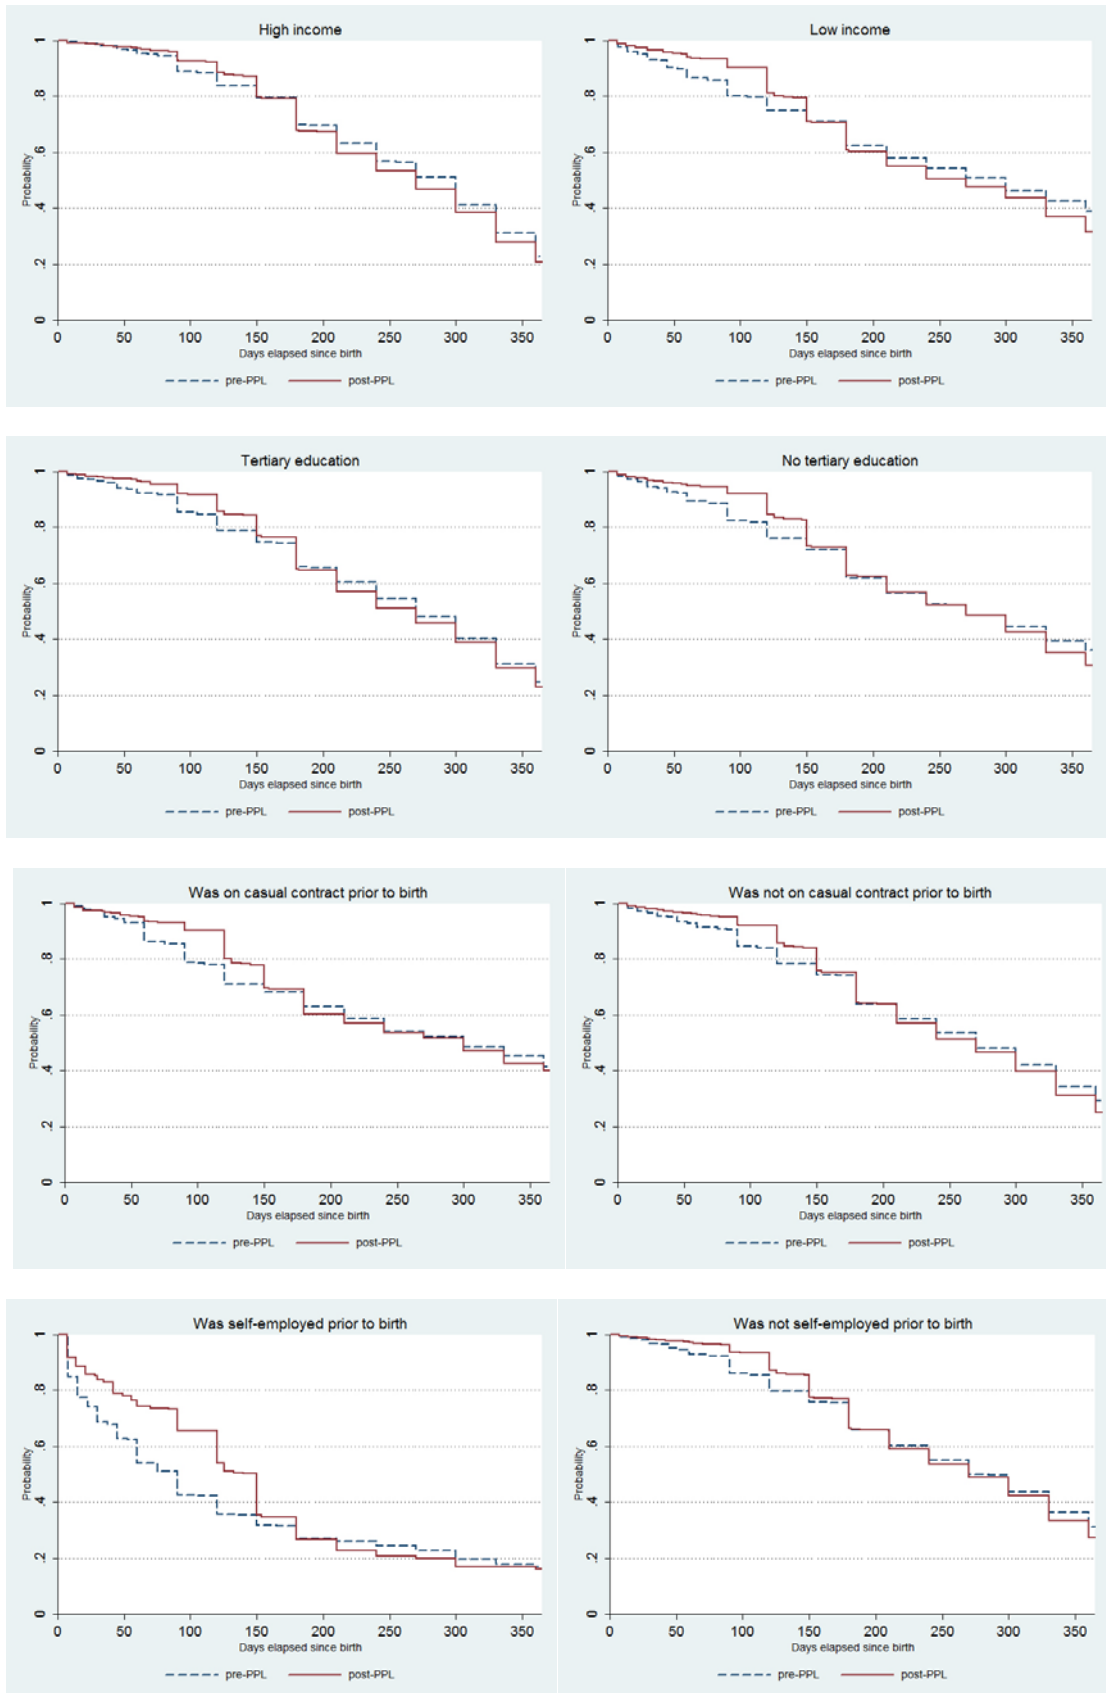 High income
1
.8
.6
.4
.2
0
Probability
0 50 100 150 200 250 300 350
Days elapsed since birth
pre-PPL post-PPL
Low income
1
.8
.6
.4
.2
0
Probability
0 50 100 150 200 250 300 350
Days elapsed since birth
pre-PPL post-PPL
Tertiary education
1
.8
.6
.4
.2
0
Probability
0 50 100 150 200 250 300 350
Days elapsed since birth
pre-PPL post-PPL
No tertiary education
1
.8
.6
.4
.2
0
Probability
0 50 100 150 200 250 300 350
Days elapsed since birth
pre-PPL post-PPL
Was on casual contract prior to birth
1
.8
.6
.4
.2
0
Probability
0 50 100 150 200 250 300 350
Days elapsed since birth
pre-PPL post-PPL
Was not on casual contract prior to birth
1
.8
.6
.4
.2
0
Probability
0 50 100 150 200 250 300 350
Days elapsed since birth
pre-PPL post-PPL
Was self-employed prior to birth
1
.8
.6
.4
.2
0
Probability
0 50 100 150 200 250 300 350
Days elapsed since birth
pre-PPL post-PPL
Was not self-employed prior to birth
1
.8
.6
.4
.2
0
Probability
0 50 100 150 200 250 300 350
Days elapsed since birth
pre-PPL post-PPL